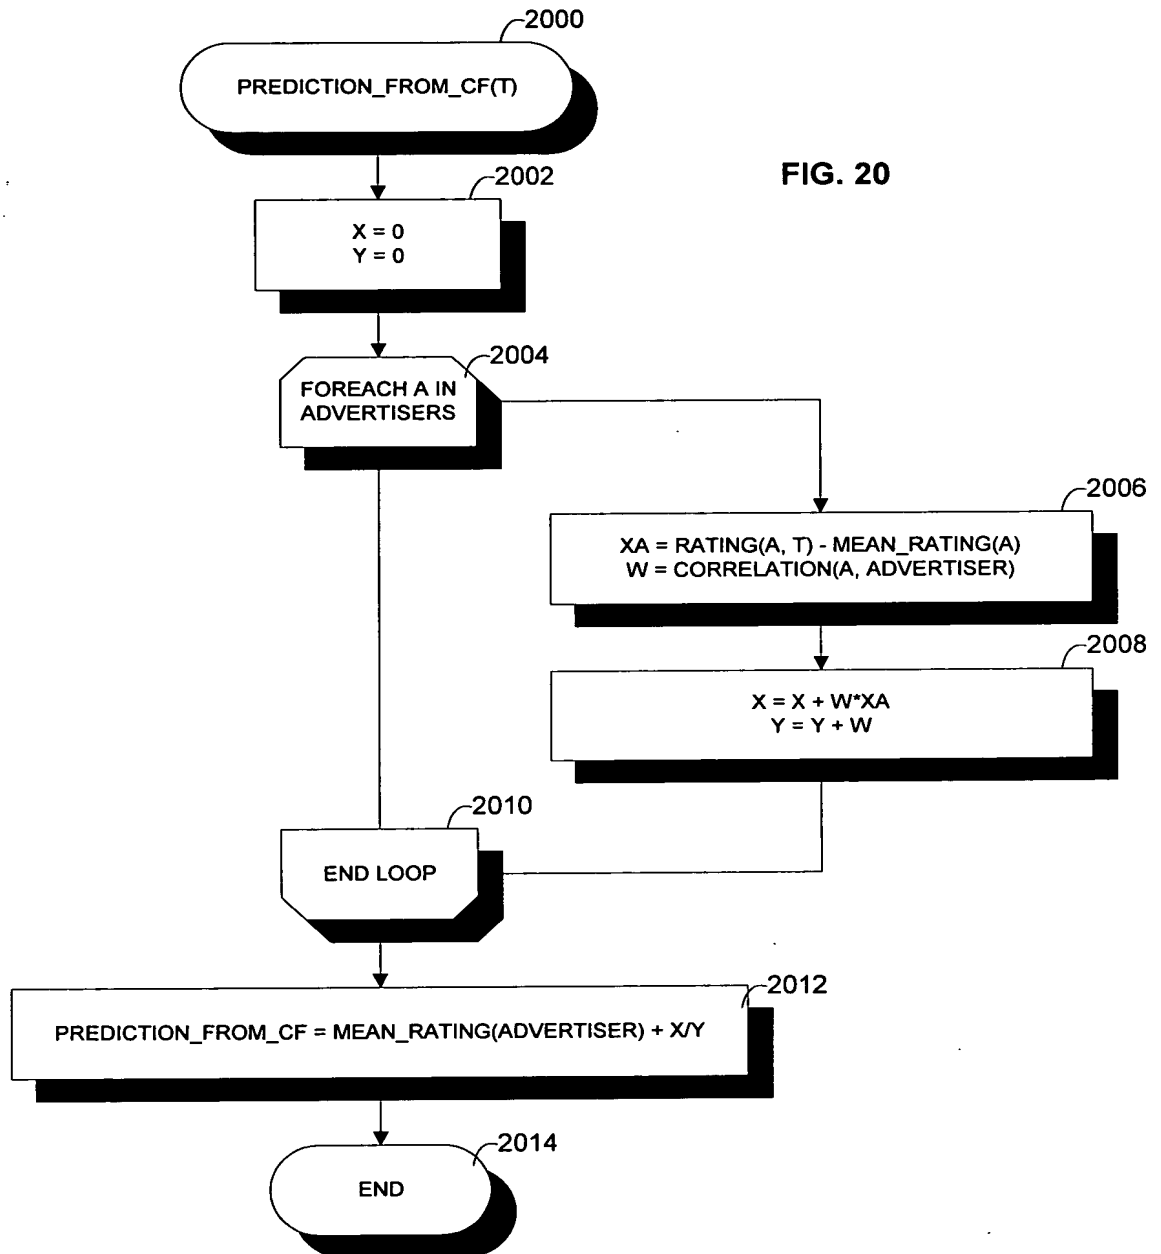 2000
PREDICTION_FROM_CF(T)
FIG. 20
2002
X = 0
Y = 0
2004
FOREACH A IN
ADVERTISERS
2006
XA = RATING(A, T) - MEAN_RATING(A)
W = CORRELATION(A, ADVERTISER)
2008
X = X + W*XA
Y = Y + W
2010
END LOOP
2012
PREDICTION_FROM_CF = MEAN_RATING(ADVERTISER) + X/Y
2014
END